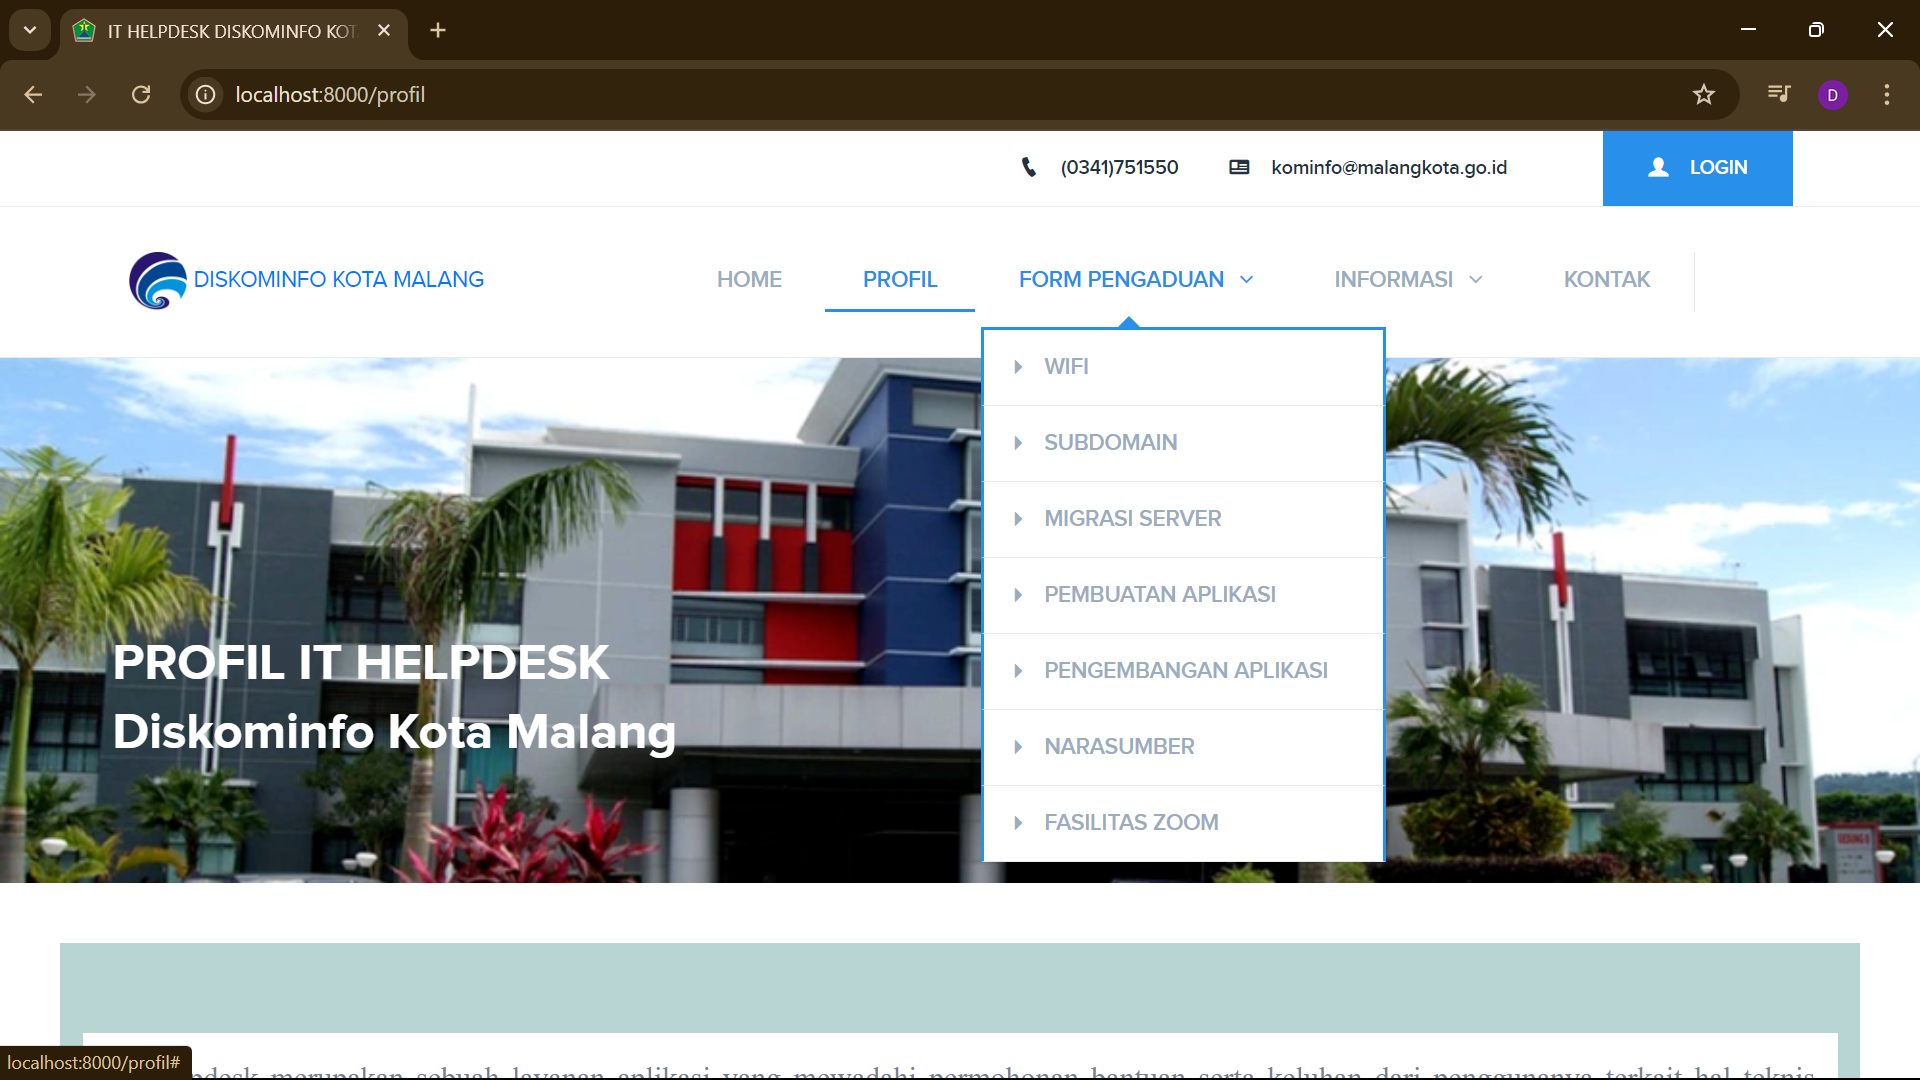 IT HELPDESK DISKOMINFO KOT
localhost:8000/profil
D
(0341)751550
kominfo@malangkota.go.id
LOGIN
DISKOMINFO KOTA MALANG
HOME
PROFIL
FORM PENGADUAN
INFORMASI
KONTAK
WIFI
SUBDOMAIN
MIGRASI SERVER
PEMBUATAN APLIKASI
PENGEMBANGAN APLIKASI
NARASUMBER
FASILITAS ZOOM
PROFIL IT HELPDESK
Diskominfo Kota Malang
localhost:8000/profil#
merupakan sebuah layanan aplikasi yang mewadahi permohonan bantuan serta keluhan dari penggunanya terkait hal teknis